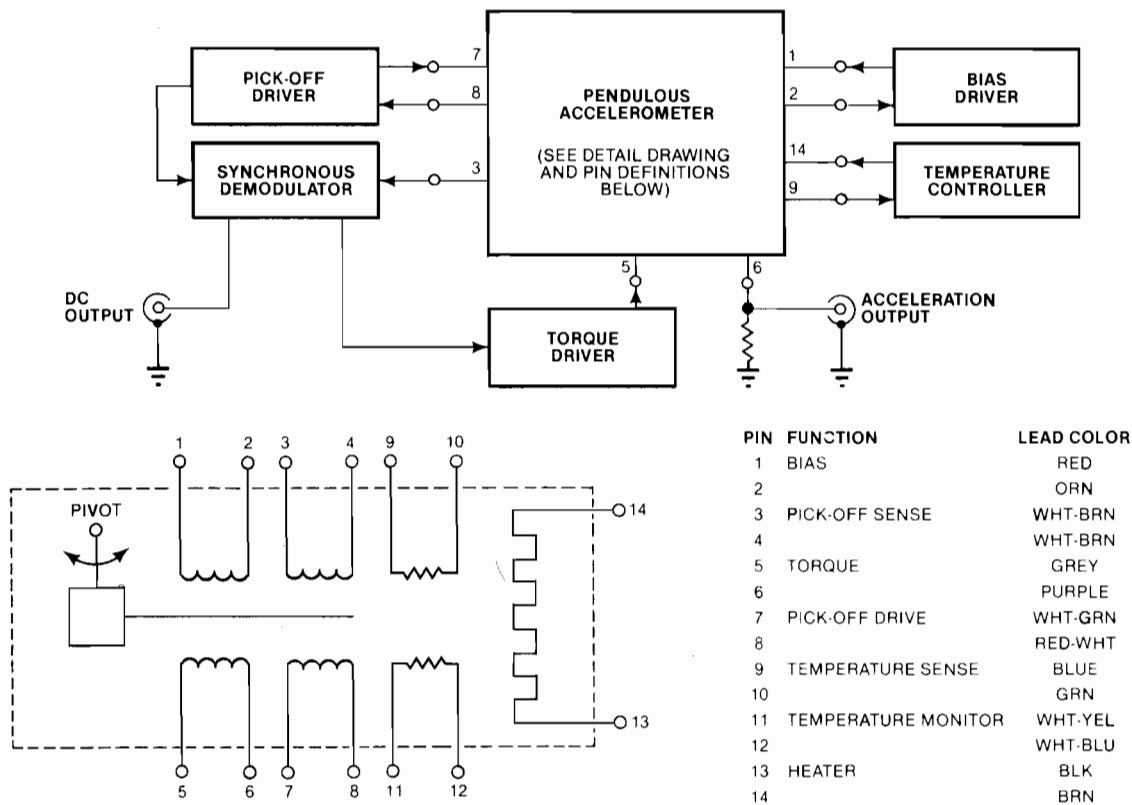 PICK-OFF
DRIVER
7
8
SYNCHRONOUS
DEMODULATOR
3
PENDULOUS
ACCELEROMETER
(SEE DETAIL DRAWING
AND PIN DEFINITIONS
BELOW)
1
2
BIAS
DRIVER
14
9
TEMPERATURE
CONTROLLER
5
6
DC
OUTPUT
TORQUE
DRIVER
ACCELERATION
OUTPUT
1 2 3 4 9 10
PIVOT
14
13
5 6 7 8 11 12
PIN FUNCTION LEAD COLOR
1 BIAS RED
2 ORN
3 PICK-OFF SENSE WHT-BRN
4 WHT-BRN
5 TORQUE GREY
6 PURPLE
7 PICK-OFF DRIVE WHT-GRN
8 RED-WHT
9 TEMPERATURE SENSE BLUE
10 GRN
11 TEMPERATURE MONITOR WHT-YEL
12 WHT-BLU
13 HEATER BLK
14 BRN